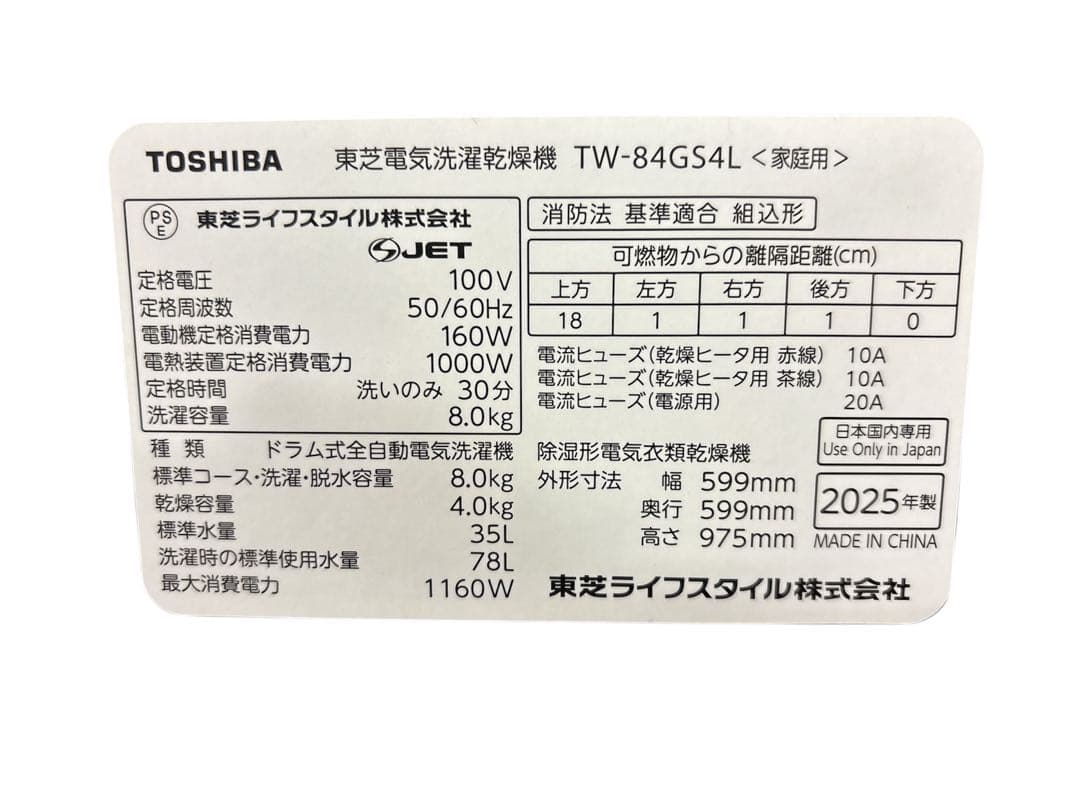 TOSHIBA 東芝電気洗濯乾燥機 TW-84GS4L <家庭用>
PSE 東芝ライフスタイル株式会社
S JET
定格電圧 100V
定格周波数 50/60Hz
電動機定格消費電力 160W
電熱装置定格消費電力 1000W
定格時間 洗いのみ 30分
洗濯容量 8.0kg
種類 ドラム式全自動電気洗濯機
標準コース・洗濯・脱水容量 8.0kg
乾燥容量 4.0kg
標準水量 35L
洗濯時の標準使用水量 78L
最大消費電力 1160W
消防法 基準適合 組込形
可燃物からの離隔距離(cm)
上方 左方 右方 後方 下方
18 1 1 1 0
電流ヒューズ(乾燥ヒータ用 赤線) 10A
電流ヒューズ(乾燥ヒータ用 茶線) 10A
電流ヒューズ(電源用) 20A
日本国内専用
Use Only in Japan
除湿形電気衣類乾燥機
外形寸法 幅 599mm
奥行 599mm
高さ 975mm
2025年製
MADE IN CHINA
東芝ライフスタイル株式会社